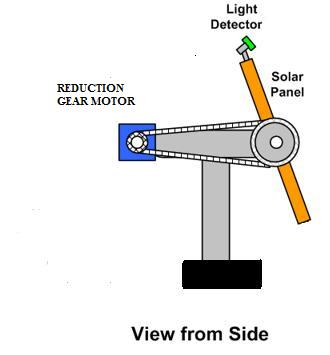 Light
Detector
Solar
Panel
REDUCTION
GEAR MOTOR
View from Side